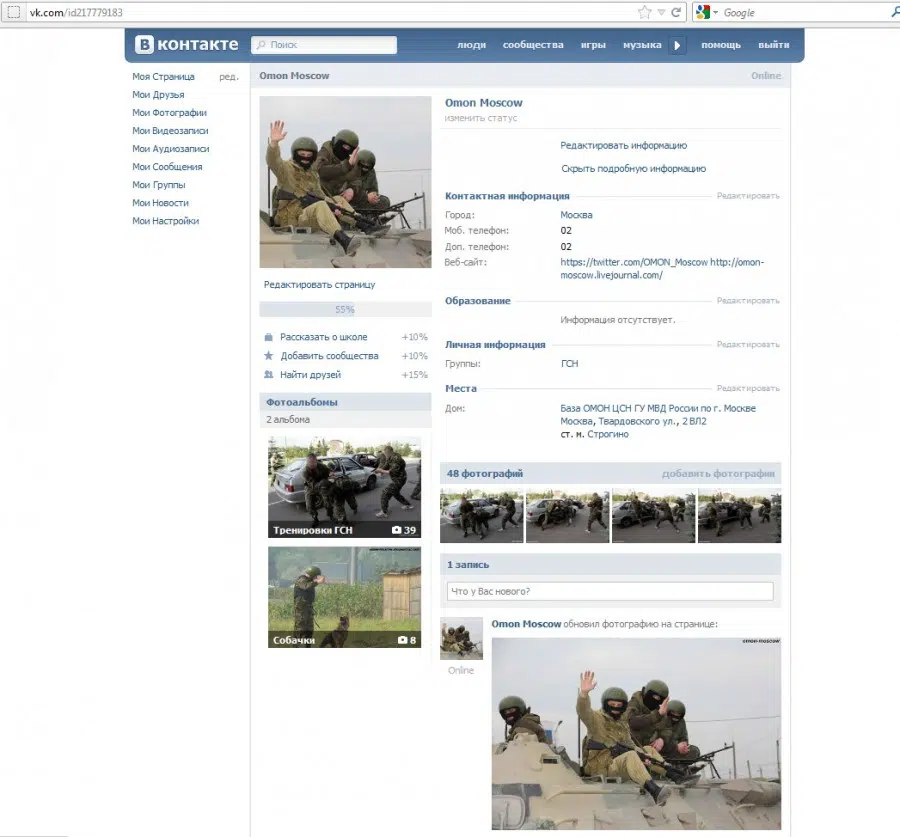 vk.com/id217779183
Google
В контакте
Поиск
люди
сообщества
игры
музыка
помощь
выйти
Моя Страница
ред.
Мои Друзья
Мои Фотографии
Мои Видеозаписи
Мои Аудиозаписи
Мои Сообщения
Мои Группы
Мои Новости
Мои Настройки
Omon Moscow
Online
Редактировать страницу
55%
Рассказать о школе +10%
Добавить сообщества +10%
Найти друзей +15%
Фотоальбомы
2 альбома
Тренировки ГСН 39
Собачки 8
Omon Moscow
изменить статус
Редактировать информацию
Скрыть подробную информацию
Контактная информация Редактировать
Город: Москва
Моб. телефон: 02
Доп. телефон: 02
Веб-сайт: https://twitter.com/OMON_Moscow http://omon-
moscow.livejournal.com/
Образование Редактировать
Информация отсутствует.
Личная информация Редактировать
Группы: ГСН
Места Редактировать
Дом: База ОМОН ЦСН ГУ МВД России по г. Москве
Москва, Твардовского ул., 2 ВЛ2
ст. м. Строгино
48 фотографий добавить фотографии
1 запись
Что у Вас нового?
Omon Moscow обновил фотографию на странице:
Online
omon-moscow